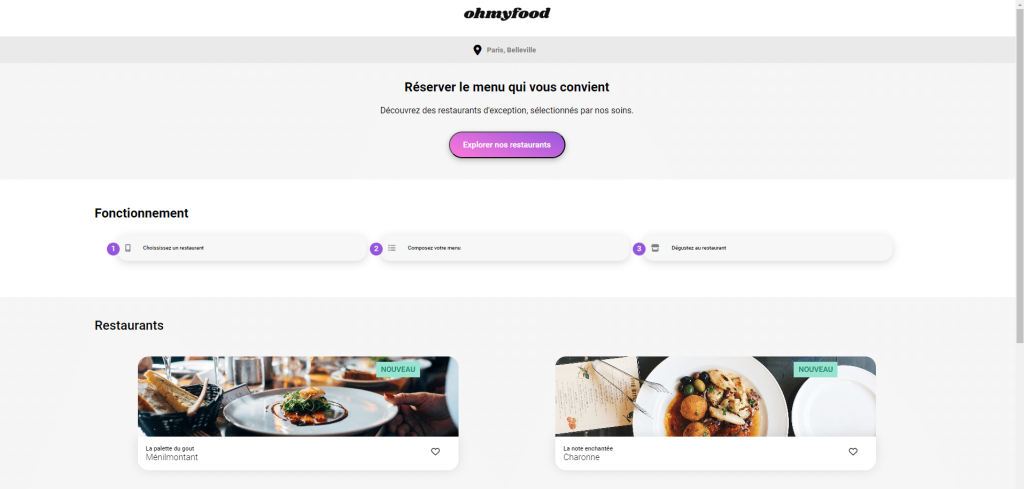 ohmyfood
Paris, Belleville
Réserver le menu qui vous convient
Découvrez des restaurants d'exception, sélectionnés par nos soins.
Explorer nos restaurants
Fonctionnement
1 Choississez un restaurant
2 Composez votre menu
3 Dégustez au restaurant
Restaurants
NOUVEAU
La palette du gout
Ménilmontant
NOUVEAU
La note enchantée
Charonne